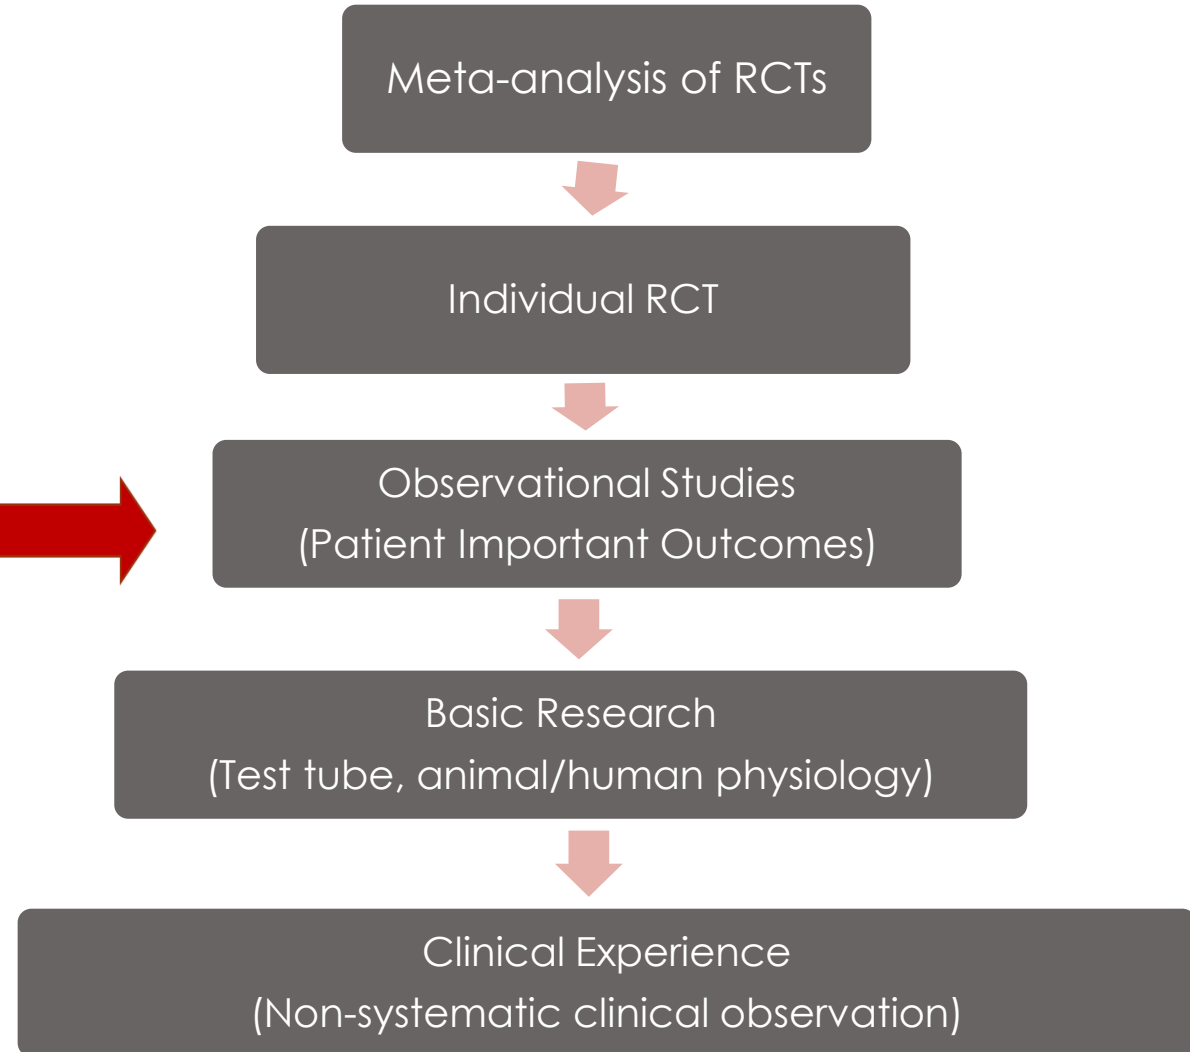 Meta-analysis of RCTs
Individual RCT
Observational Studies
(Patient Important Outcomes)
Basic Research
(Test tube, animal/human physiology)
Clinical Experience
(Non-systematic clinical observation)